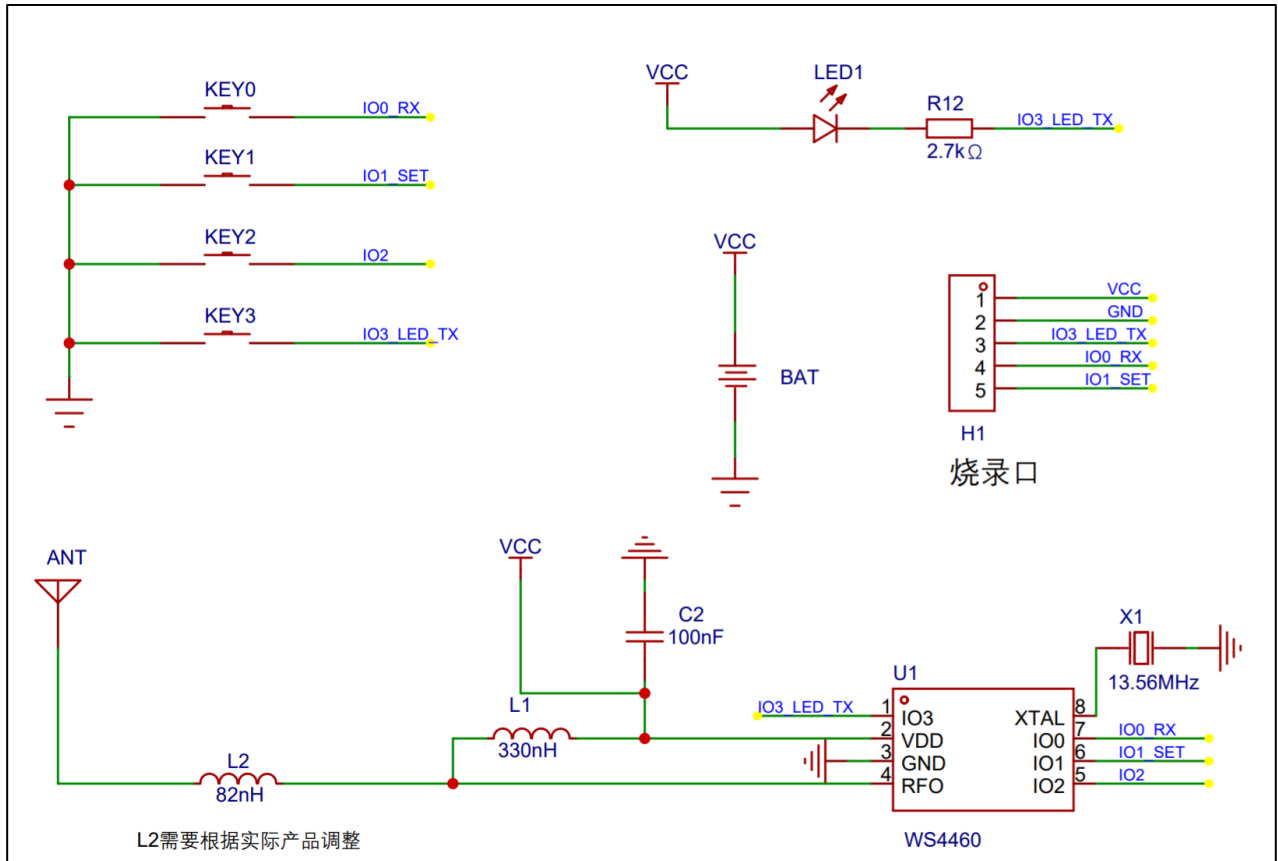 KEY0
IO0_RX
KEY1
IO1_SET
KEY2
IO2
KEY3
IO3_LED_TX
VCC
LED1
R12
2.7kΩ
IO3_LED_TX
VCC
BAT
1
VCC
2
GND
3
IO3_LED_TX
4
IO0_RX
5
IO1_SET
H1
烧录口
ANT
VCC
C2
100nF
L1
330nH
L2
82nH
L2需要根据实际产品调整
X1
13.56MHz
U1
IO3_LED_TX
1
IO3
2
VDD
3
GND
4
RFO
XTAL
8
IO0
7
IO0_RX
IO1
6
IO1_SET
IO2
5
IO2
WS4460